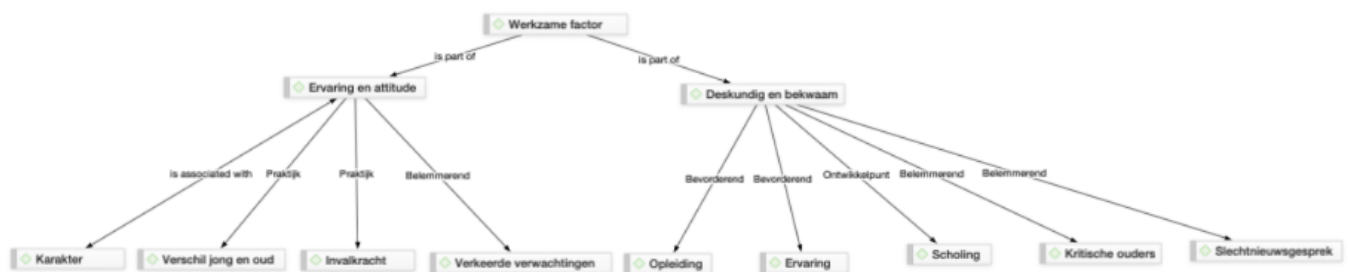 Werkzame factor
is part of
is part of
Ervaring en attitude
Deskundig en bekwaam
is associated with
Praktijk
Praktijk
Belemmerend
Bevorderend
Bevorderend
Ontwikkelpunt
Belemmerend
Belemmerend
Karakter
Verschil jong en oud
Invalkracht
Verkeerde verwachtingen
Opleiding
Ervaring
Scholing
Kritische ouders
Slechtnieuwsgesprek